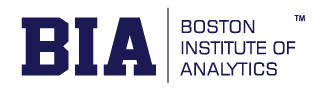 BIA
BOSTON
INSTITUTE OF
ANALYTICS
™